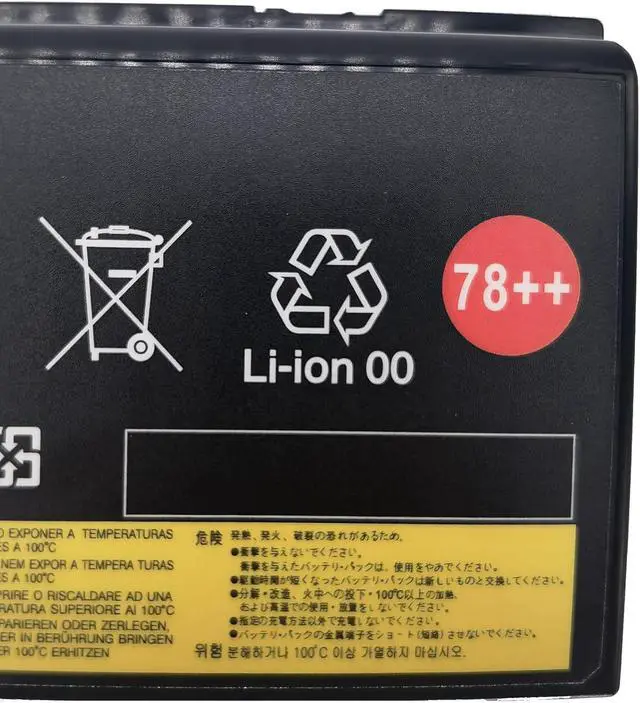 78++
Li-ion 00
O EXPONER A TEMPERATURAS
ES A 100°C
NEM EXPOR A TEMPERA TURAS
ES A 100°C
PRIRE O RISCALDARE AD UNA
RATURA SUPERIORE AI 100°C
PARIEREN ODER ZERLEGEN,
ER IN BERÜHRUNG BRINGEN
ER 100°C ERHITZEN
危険 発熱、発火、破裂の恐れがあるため、
●衝撃を与えないでください。
衝撃を与えたバッテリ・パックは、使用をやめてください。
●駆動時間が短くなったバッテリ・パックは新しいものと交換してください。
●分解・改造、火中への投下・100℃以上の加熱、
および高温での使用・放置をしないでください。
●指定の充電方法以外で充電しないでください。
●バッテリ・パックの金属端子をショート(短絡)させないでください。
위험 분해하거나 100˚C 이상 가열하지 마십시오.